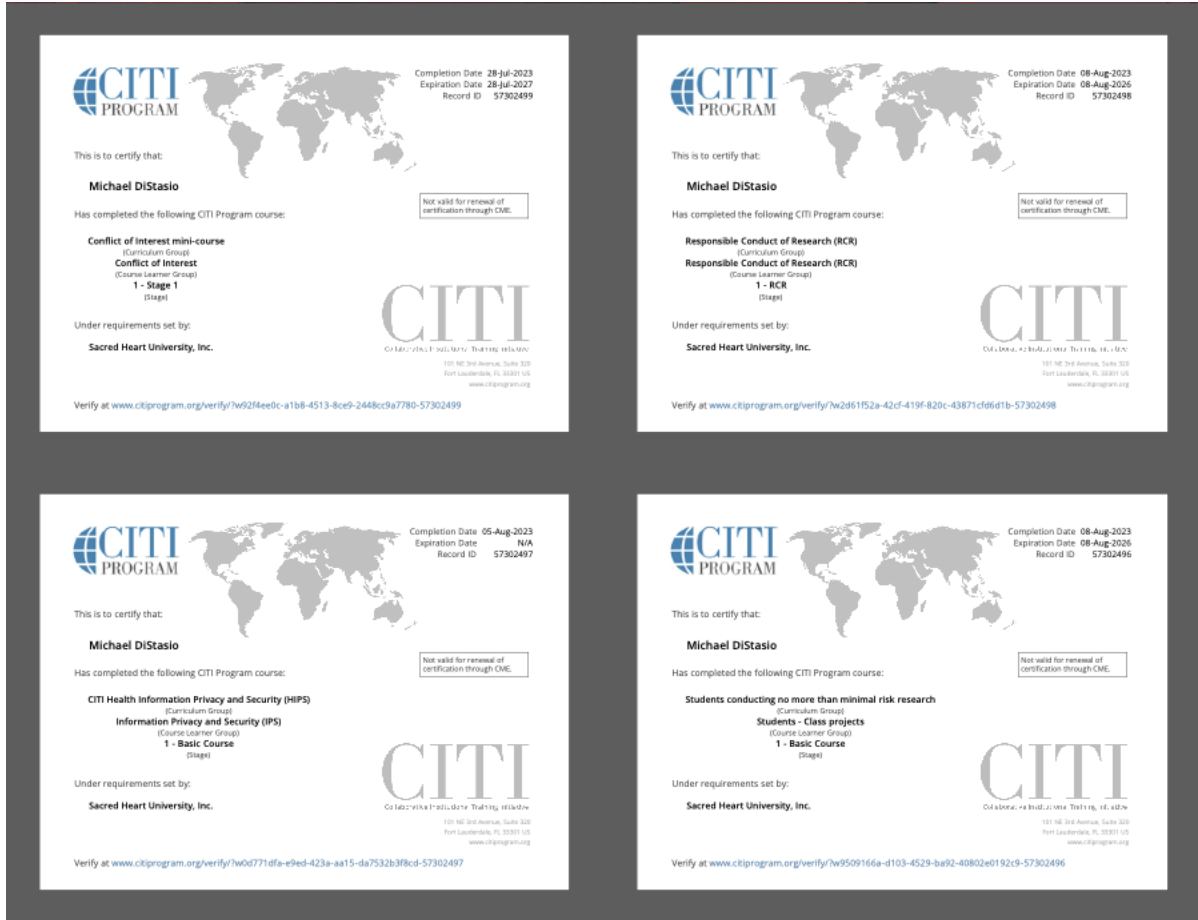 CITI
PROGRAM
Completion Date 28-Jul-2023
Expiration Date 28-Jul-2027
Record ID 57302499
This is to certify that:
Michael DiStasio
Has completed the following CITI Program course:
Not valid for renewal of
certification through CME.
Conflict of Interest mini-course
(Curriculum Group)
Conflict of Interest
(Course Learner Group)
1 - Stage 1
(Stage)
Under requirements set by:
Sacred Heart University, Inc.
CITI
Collaborative Institutional Training Initiative
101 NE 3rd Avenue, Suite 320
Fort Lauderdale, FL 33301 US
www.citiprogram.org
Verify at www.citiprogram.org/verify/?w92f4ee0c-a1b8-4513-8ce9-2448cc9a7780-57302499
CITI
PROGRAM
Completion Date 08-Aug-2023
Expiration Date 08-Aug-2026
Record ID 57302498
This is to certify that:
Michael DiStasio
Has completed the following CITI Program course:
Not valid for renewal of
certification through CME.
Responsible Conduct of Research (RCR)
(Curriculum Group)
Responsible Conduct of Research (RCR)
(Course Learner Group)
1 - RCR
(Stage)
Under requirements set by:
Sacred Heart University, Inc.
CITI
Collaborative Institutional Training Initiative
101 NE 3rd Avenue, Suite 320
Fort Lauderdale, FL 33301 US
www.citiprogram.org
Verify at www.citiprogram.org/verify/?w2d61f52a-42cf-419f-820c-43871cfd6d1b-57302498
CITI
PROGRAM
Completion Date 05-Aug-2023
Expiration Date N/A
Record ID 57302497
This is to certify that:
Michael DiStasio
Has completed the following CITI Program course:
Not valid for renewal of
certification through CME.
CITI Health Information Privacy and Security (HIPS)
(Curriculum Group)
Information Privacy and Security (IPS)
(Course Learner Group)
1 - Basic Course
(Stage)
Under requirements set by:
Sacred Heart University, Inc.
CITI
Collaborative Institutional Training Initiative
101 NE 3rd Avenue, Suite 320
Fort Lauderdale, FL 33301 US
www.citiprogram.org
Verify at www.citiprogram.org/verify/?w0d771dfa-e9ed-423a-aa15-da7532b3f8cd-57302497
CITI
PROGRAM
Completion Date 08-Aug-2023
Expiration Date 08-Aug-2026
Record ID 57302496
This is to certify that:
Michael DiStasio
Has completed the following CITI Program course:
Not valid for renewal of
certification through CME.
Students conducting no more than minimal risk research
(Curriculum Group)
Students - Class projects
(Course Learner Group)
1 - Basic Course
(Stage)
Under requirements set by:
Sacred Heart University, Inc.
CITI
Collaborative Institutional Training Initiative
101 NE 3rd Avenue, Suite 320
Fort Lauderdale, FL 33301 US
www.citiprogram.org
Verify at www.citiprogram.org/verify/?w9509166a-d103-4529-ba92-40802e0192c9-57302496